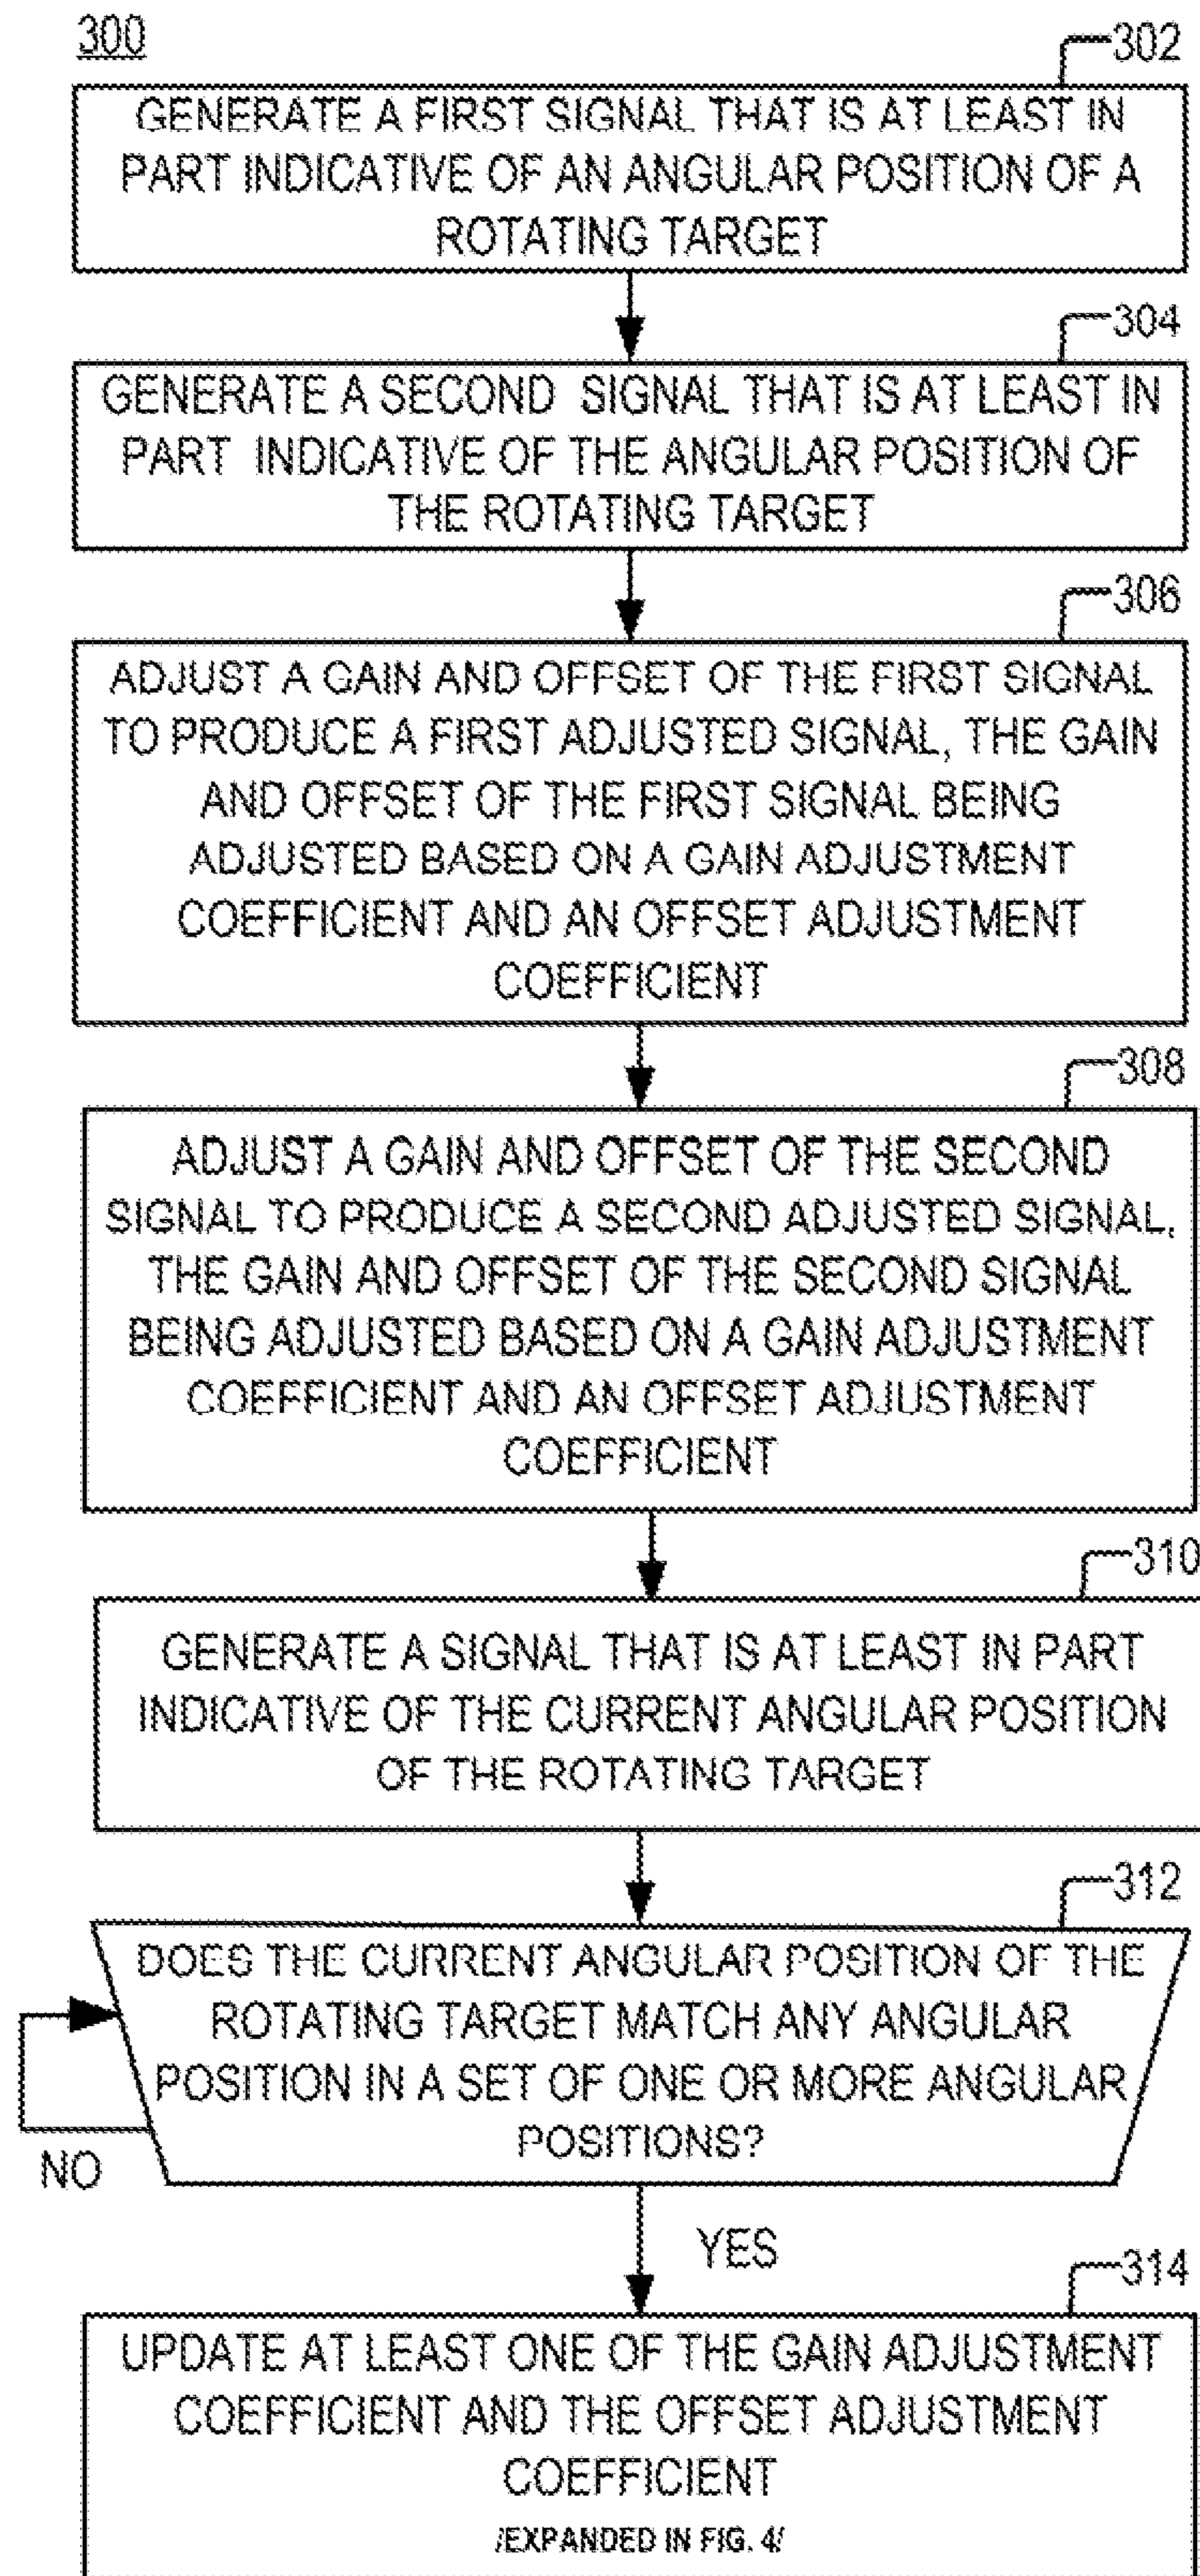 300
302
GENERATE A FIRST SIGNAL THAT IS AT LEAST IN
PART INDICATIVE OF AN ANGULAR POSITION OF A
ROTATING TARGET
304
GENERATE A SECOND SIGNAL THAT IS AT LEAST IN
PART INDICATIVE OF THE ANGULAR POSITION OF
THE ROTATING TARGET
306
ADJUST A GAIN AND OFFSET OF THE FIRST SIGNAL
TO PRODUCE A FIRST ADJUSTED SIGNAL, THE GAIN
AND OFFSET OF THE FIRST SIGNAL BEING
ADJUSTED BASED ON A GAIN ADJUSTMENT
COEFFICIENT AND AN OFFSET ADJUSTMENT
COEFFICIENT
308
ADJUST A GAIN AND OFFSET OF THE SECOND
SIGNAL TO PRODUCE A SECOND ADJUSTED SIGNAL,
THE GAIN AND OFFSET OF THE SECOND SIGNAL
BEING ADJUSTED BASED ON A GAIN ADJUSTMENT
COEFFICIENT AND AN OFFSET ADJUSTMENT
COEFFICIENT
310
GENERATE A SIGNAL THAT IS AT LEAST IN PART
INDICATIVE OF THE CURRENT ANGULAR POSITION
OF THE ROTATING TARGET
312
DOES THE CURRENT ANGULAR POSITION OF THE
ROTATING TARGET MATCH ANY ANGULAR
POSITION IN A SET OF ONE OR MORE ANGULAR
POSITIONS?
NO
YES
314
UPDATE AT LEAST ONE OF THE GAIN ADJUSTMENT
COEFFICIENT AND THE OFFSET ADJUSTMENT
COEFFICIENT
/EXPANDED IN FIG. 4/